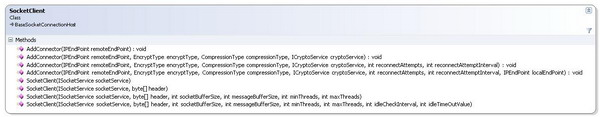 SocketClient
Class
BaseSocketConnectionHost
Methods
AddConnector(IPEndPoint remoteEndPoint) : void
AddConnector(IPEndPoint remoteEndPoint, EncryptType encryptType, CompressionType compressionType, ICryptoService cryptoService) : void
AddConnector(IPEndPoint remoteEndPoint, EncryptType encryptType, CompressionType compressionType, ICryptoService cryptoService, int reconnectAttempts, int reconnectAttemptInterval) : void
AddConnector(IPEndPoint remoteEndPoint, EncryptType encryptType, CompressionType compressionType, ICryptoService cryptoService, int reconnectAttempts, int reconnectAttemptInterval, IPEndPoint localEndPoint) : void
SocketClient(ISocketService socketService)
SocketClient(ISocketService socketService, byte[] header)
SocketClient(ISocketService socketService, byte[] header, int socketBufferSize, int messageBufferSize, int minThreads, int maxThreads)
SocketClient(ISocketService socketService, byte[] header, int socketBufferSize, int messageBufferSize, int minThreads, int maxThreads, int idleCheckInterval, int idleTimeOutValue)